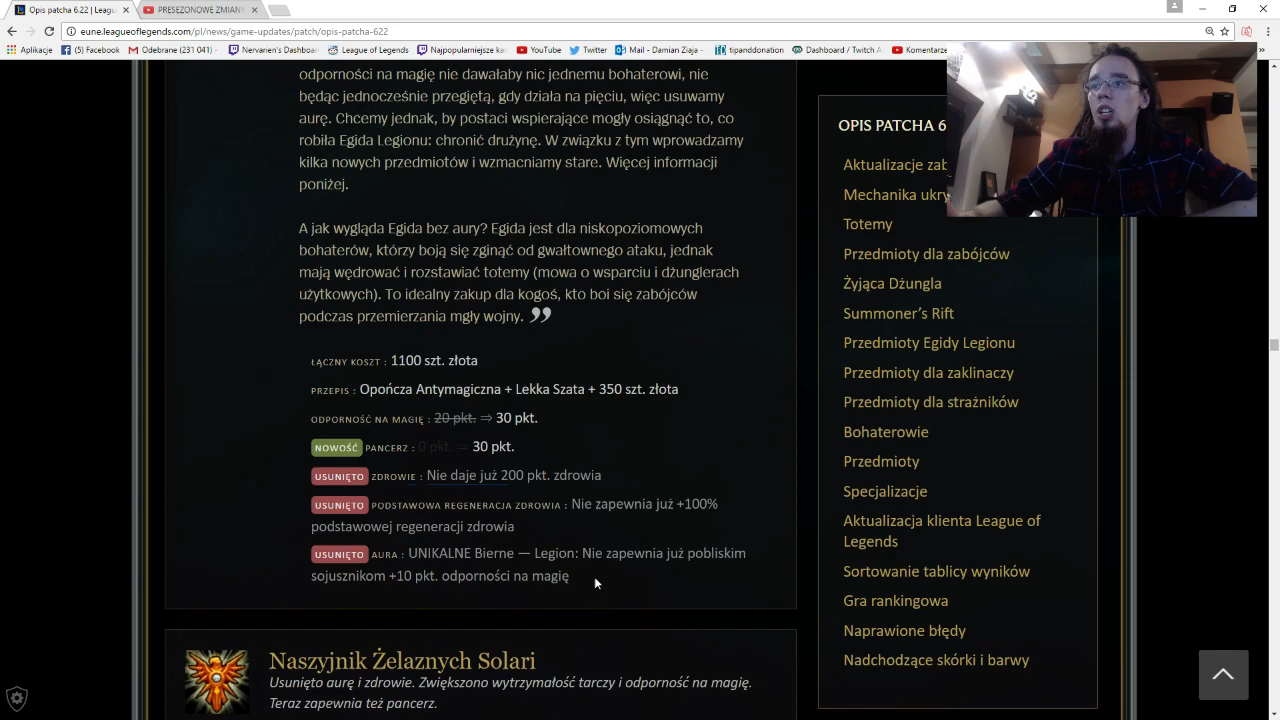 Opis patcha 6.22 | Leagu
PRESEZONOWE ZMIANY
eune.leagueoflegends.com/pl/news/game-updates/patch/opis-patcha-622
Aplikacje (5) Facebook Odebrane (231 041) - Nervarien's Dashboa League of Legends Najpopularniejsze ka YouTube Twitter Mail - Damian Ziaja - tipanddonation Dashboard / Twitch Komentarze
odporności na magię nie dawałaby nic jednemu bohaterowi, nie
będąc jednocześnie przegiętą, gdy działa na pięciu, więc usuwamy
aurę. Chcemy jednak, by postaci wspierające mogły osiągnąć to, co
robiła Egida Legionu: chronić drużynę. W związku z tym wprowadzamy
kilka nowych przedmiotów i wzmacniamy stare. Więcej informacji
poniżej.
A jak wygląda Egida bez aury? Egida jest dla niskopoziomowych
bohaterów, którzy boją się zginąć od gwałtownego ataku, jednak
mają wędrować i rozstawiać totemy (mowa o wsparciu i dżunglerach
użytkowych). To idealny zakup dla kogoś, kto boi się zabójców
podczas przemierzania mgły wojny. ”
ŁĄCZNY KOSZT : 1100 szt. złota
PRZEPIS : Opończa Antymagiczna + Lekka Szata + 350 szt. złota
ODPORNOŚĆ NA MAGIĘ : 20 pkt. ⇒ 30 pkt.
NOWOŚĆ PANCERZ : 0 pkt. ⇒ 30 pkt.
USUNIĘTO ZDROWIE : Nie daje już 200 pkt. zdrowia
USUNIĘTO PODSTAWOWA REGENERACJA ZDROWIA : Nie zapewnia już +100%
podstawowej regeneracji zdrowia
USUNIĘTO AURA : UNIKALNE Bierne — Legion: Nie zapewnia już pobliskim
sojusznikom +10 pkt. odporności na magię
Naszyjnik Żelaznych Solari
Usunięto aurę i zdrowie. Zwiększono wytrzymałość tarczy i odporność na magię.
Teraz zapewnia też pancerz.
OPIS PATCHA 6
Aktualizacje zab
Mechanika ukry
Totemy
Przedmioty dla zabójców
Żyjąca Dżungla
Summoner's Rift
Przedmioty Egidy Legionu
Przedmioty dla zaklinaczy
Przedmioty dla strażników
Bohaterowie
Przedmioty
Specjalizacje
Aktualizacja klienta League of
Legends
Sortowanie tablicy wyników
Gra rankingowa
Naprawione błędy
Nadchodzące skórki i barwy